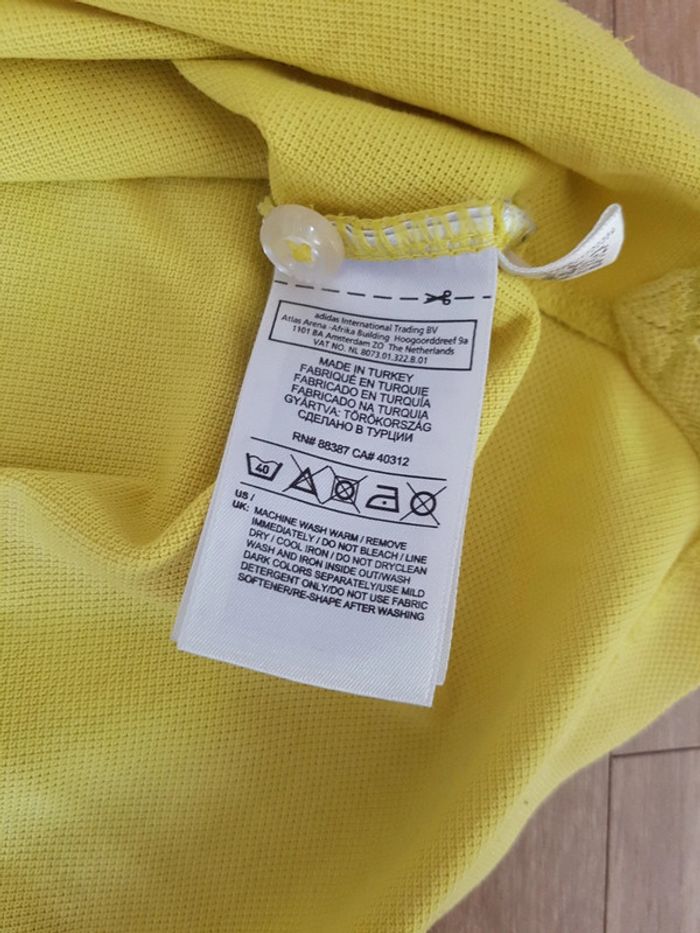 adidas International Trading BV
Atlas Arena -Afrika Building Hoogoorddreef 9a
1101 BA Amsterdam ZO The Netherlands
VAT NO. NL 8073.01.322.B.01
MADE IN TURKEY
FABRIQUÉ EN TURQUIE
FABRICADO EN TURQUÍA
FABRICADO NA TURQUIA
GYÁRTVA: TÖRÖKORSZÁG
СДЕЛАНО В ТУРЦИИ
RN# 88387 CA# 40312
40
US /
UK: MACHINE WASH WARM / REMOVE
IMMEDIATELY / DO NOT BLEACH / LINE
DRY / COOL IRON / DO NOT DRYCLEAN
WASH AND IRON INSIDE OUT/WASH
DARK COLORS SEPARATELY/USE MILD
DETERGENT ONLY/DO NOT USE FABRIC
SOFTENER/RE-SHAPE AFTER WASHING